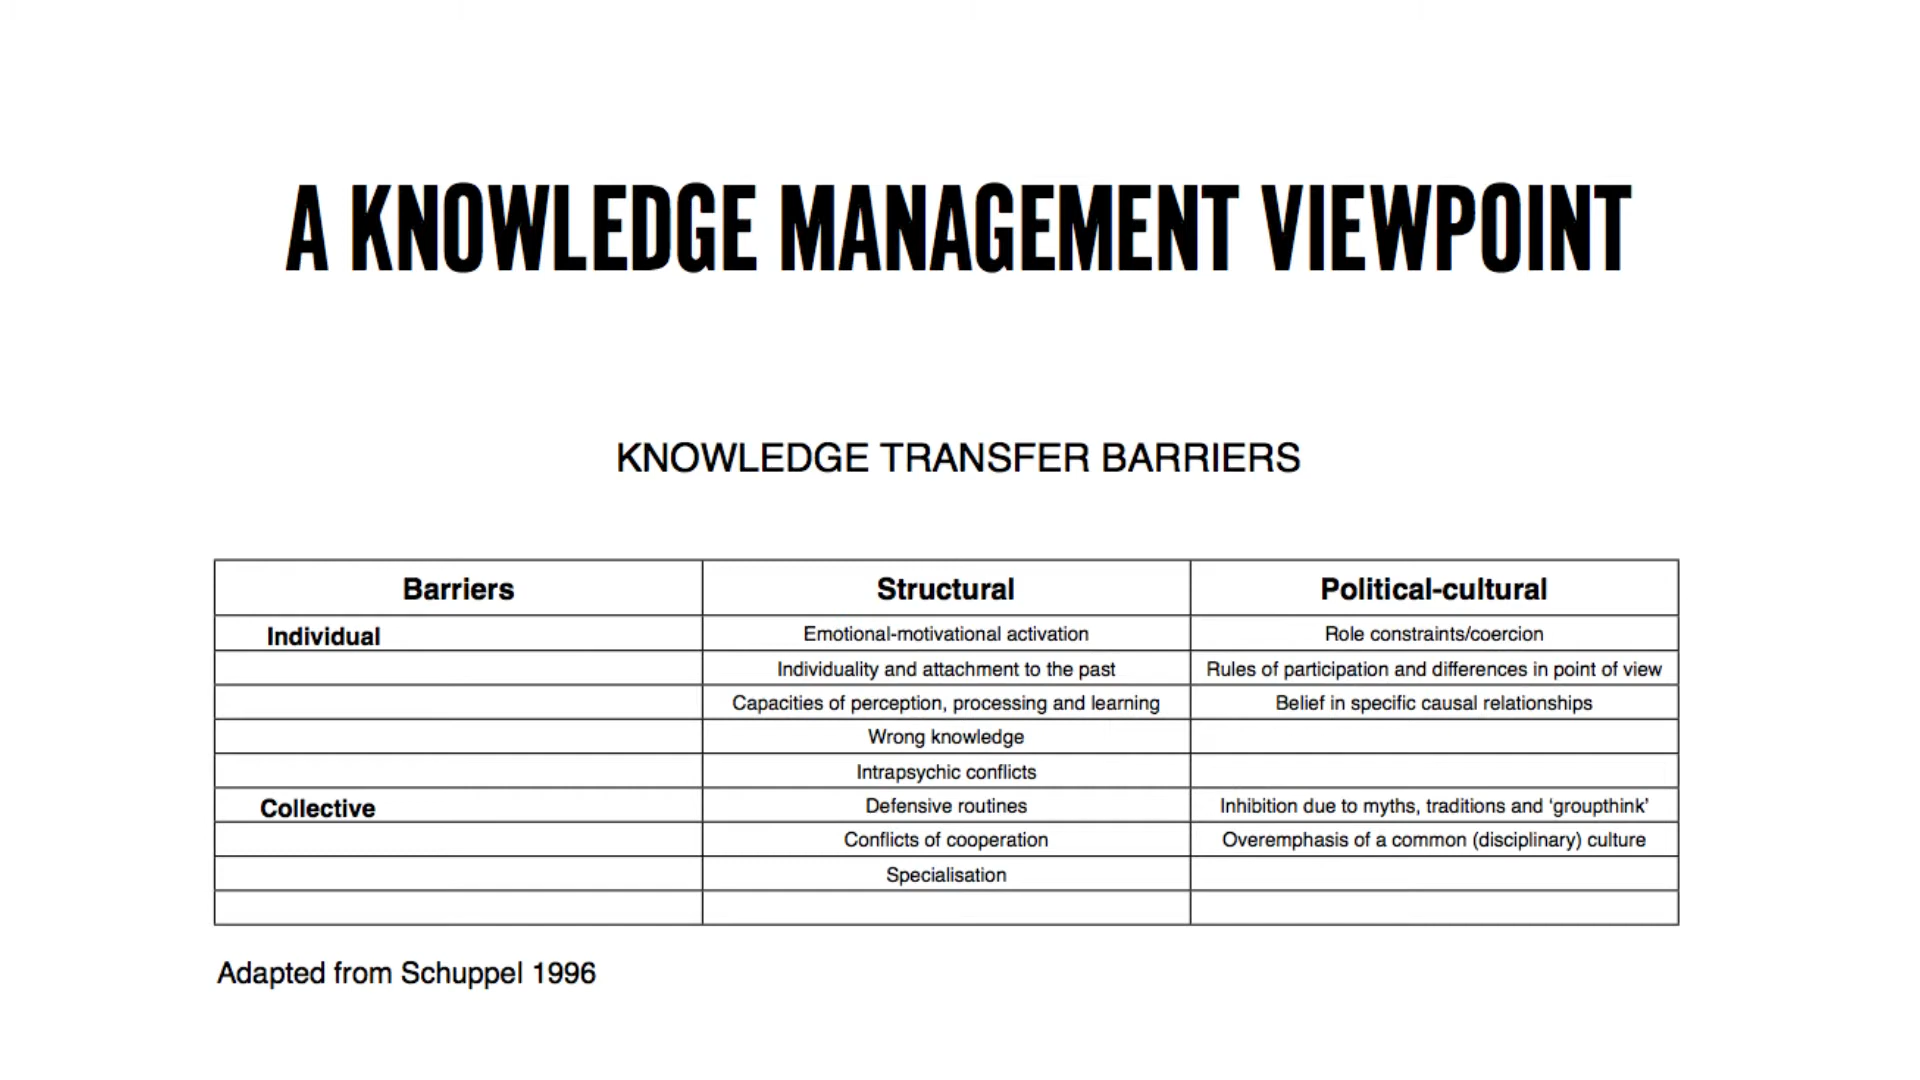 A KNOWLEDGE MANAGEMENT VIEWPOINT
KNOWLEDGE TRANSFER BARRIERS
Barriers Structural Political-cultural
Individual Emotional-motivational activation Role constraints/coercion
Individuality and attachment to the past Rules of participation and differences in point of view
Capacities of perception, processing and learning Belief in specific causal relationships
Wrong knowledge
Intrapsychic conflicts
Collective Defensive routines Inhibition due to myths, traditions and ‘groupthink’
Conflicts of cooperation Overemphasis of a common (disciplinary) culture
Specialisation
Adapted from Schuppel 1996